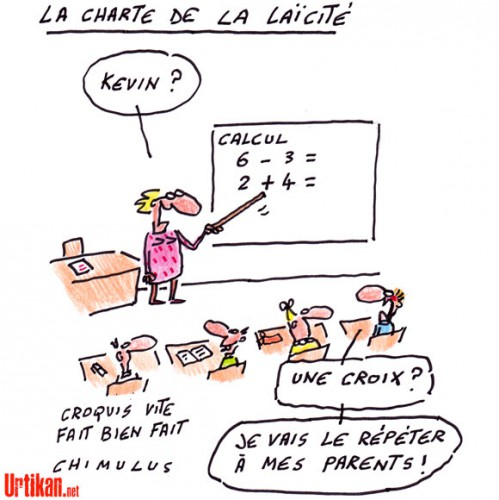 LA CHARTE DE LA LAÏCITÉ
KEVIN ?
CALCUL
6 - 3 =
2 + 4 =
UNE CROIX ?
JE VAIS LE RÉPÉTER
À MES PARENTS !
CROQUIS VITE
FAIT BIEN FAIT
CHIMULUS
Urtikan.net